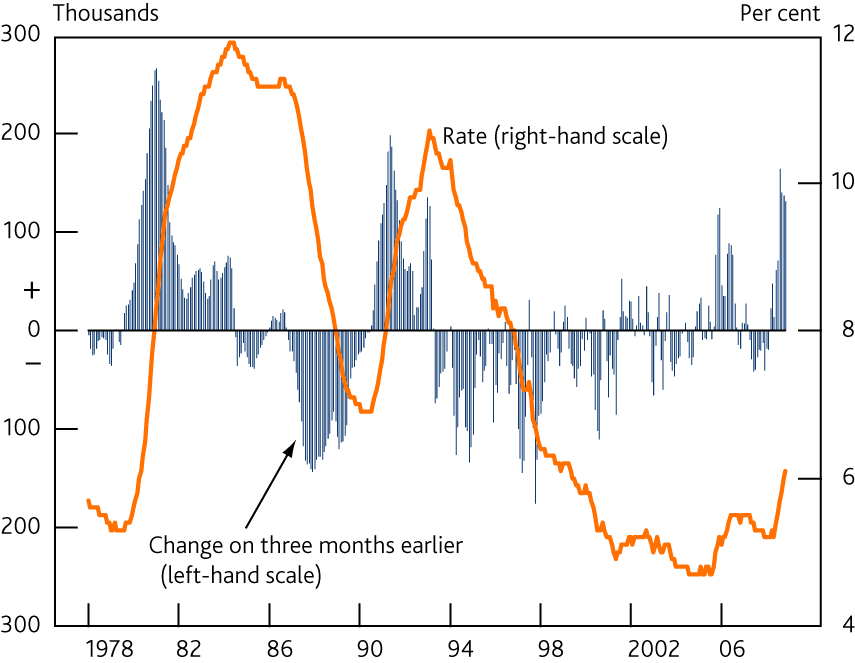 Thousands
Per cent
300
12
200
Rate (right-hand scale)
10
100
+
0
8
–
100
6
200
Change on three months earlier
(left-hand scale)
300
4
1978 82 86 90 94 98 2002 06